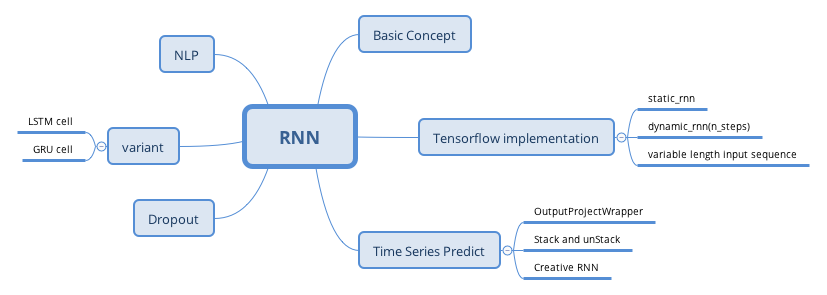 RNN
Basic Concept
Tensorflow implementation
static_rnn
dynamic_rnn(n_steps)
variable length input sequence
Time Series Predict
OutputProjectWrapper
Stack and unStack
Creative RNN
NLP
variant
LSTM cell
GRU cell
Dropout